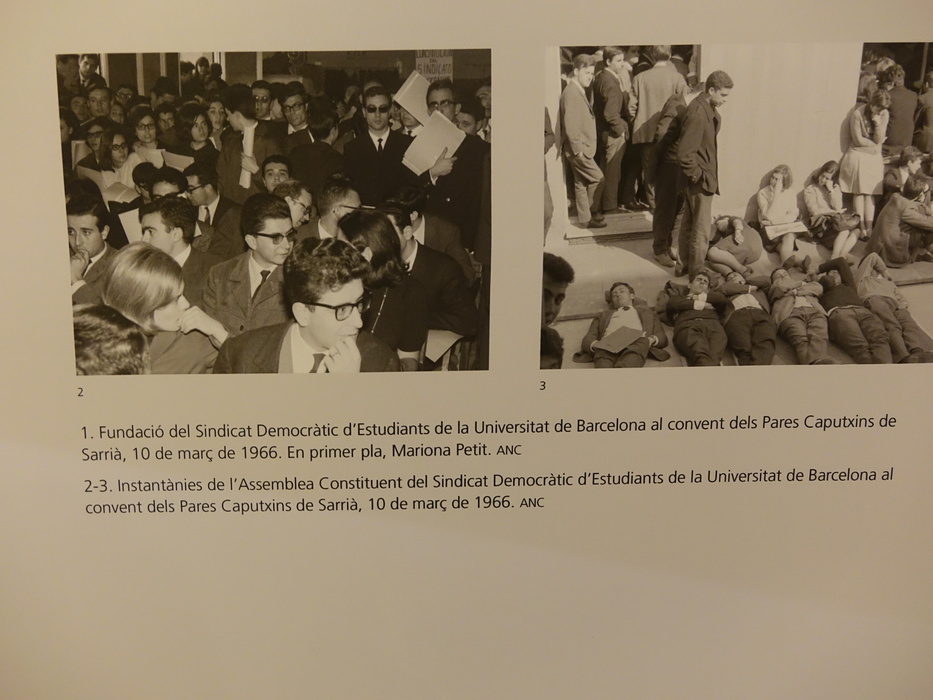 SINDICATO
2
3
1. Fundació del Sindicat Democràtic d'Estudiants de la Universitat de Barcelona al convent dels Pares Caputxins de
Sarrià, 10 de març de 1966. En primer pla, Mariona Petit. ANC
2-3. Instantànies de l'Assemblea Constituent del Sindicat Democràtic d'Estudiants de la Universitat de Barcelona al
convent dels Pares Caputxins de Sarrià, 10 de març de 1966. ANC